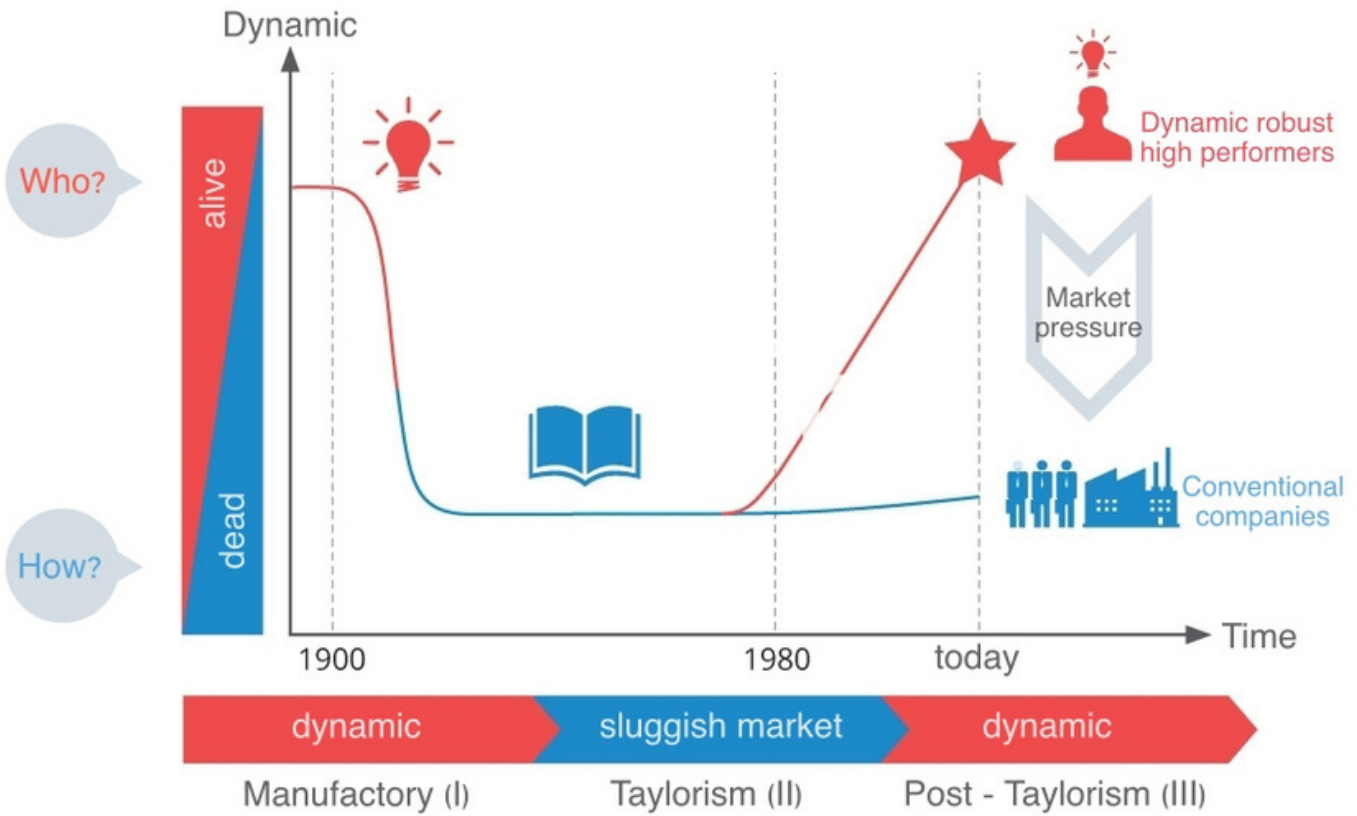 Dynamic
Who?
alive
dead
How?
Dynamic robust
high performers
Market
pressure
Conventional
companies
Time
1900
1980
today
dynamic
sluggish market
dynamic
Manufactory (I)
Taylorism (II)
Post - Taylorism (III)